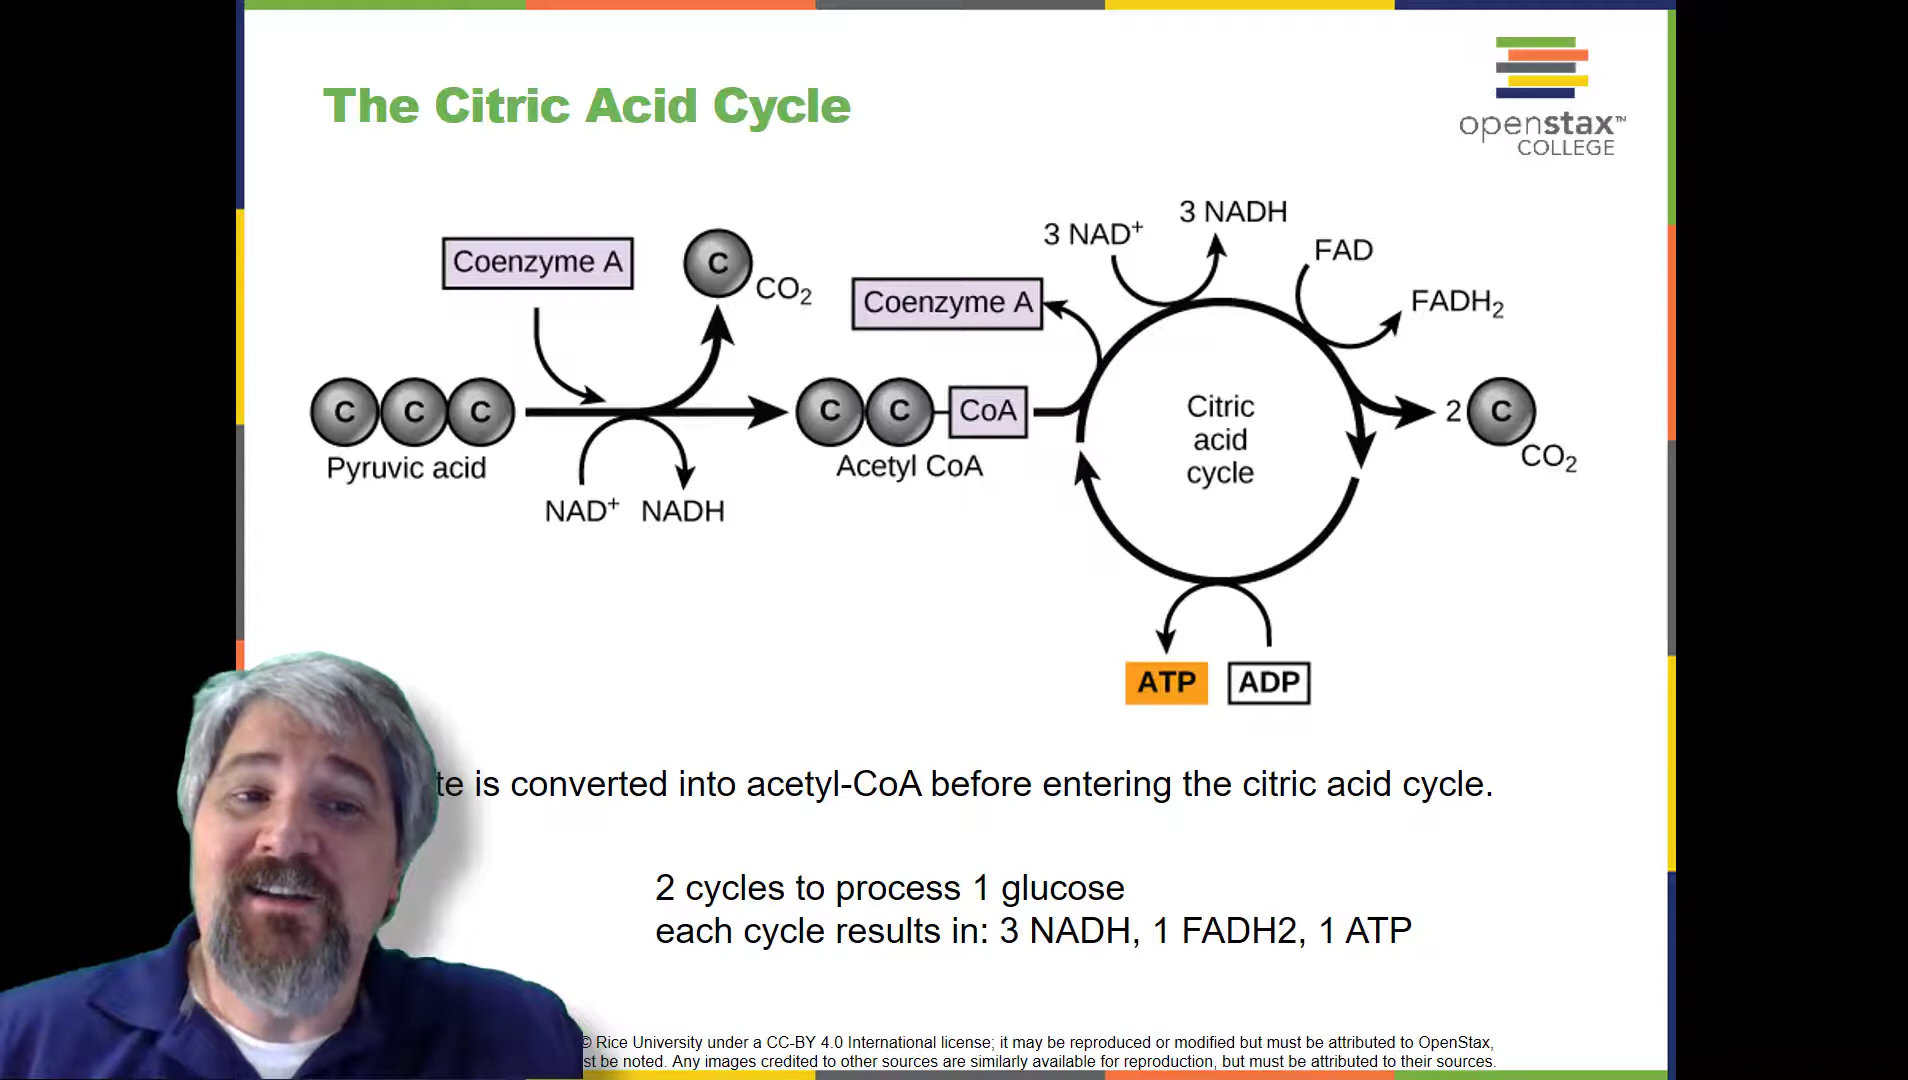 The Citric Acid Cycle
openstax™
COLLEGE
3 NADH
3 NAD⁺
FAD
Coenzyme A
C
CO₂
Coenzyme A
FADH₂
C C C
C C CoA
Citric
acid
cycle
2 C
CO₂
Pyruvic acid
Acetyl CoA
NAD⁺ NADH
ATP ADP
te is converted into acetyl-CoA before entering the citric acid cycle.
2 cycles to process 1 glucose
each cycle results in: 3 NADH, 1 FADH2, 1 ATP
© Rice University under a CC-BY 4.0 International license; it may be reproduced or modified but must be attributed to OpenStax,
st be noted. Any images credited to other sources are similarly available for reproduction, but must be attributed to their sources.